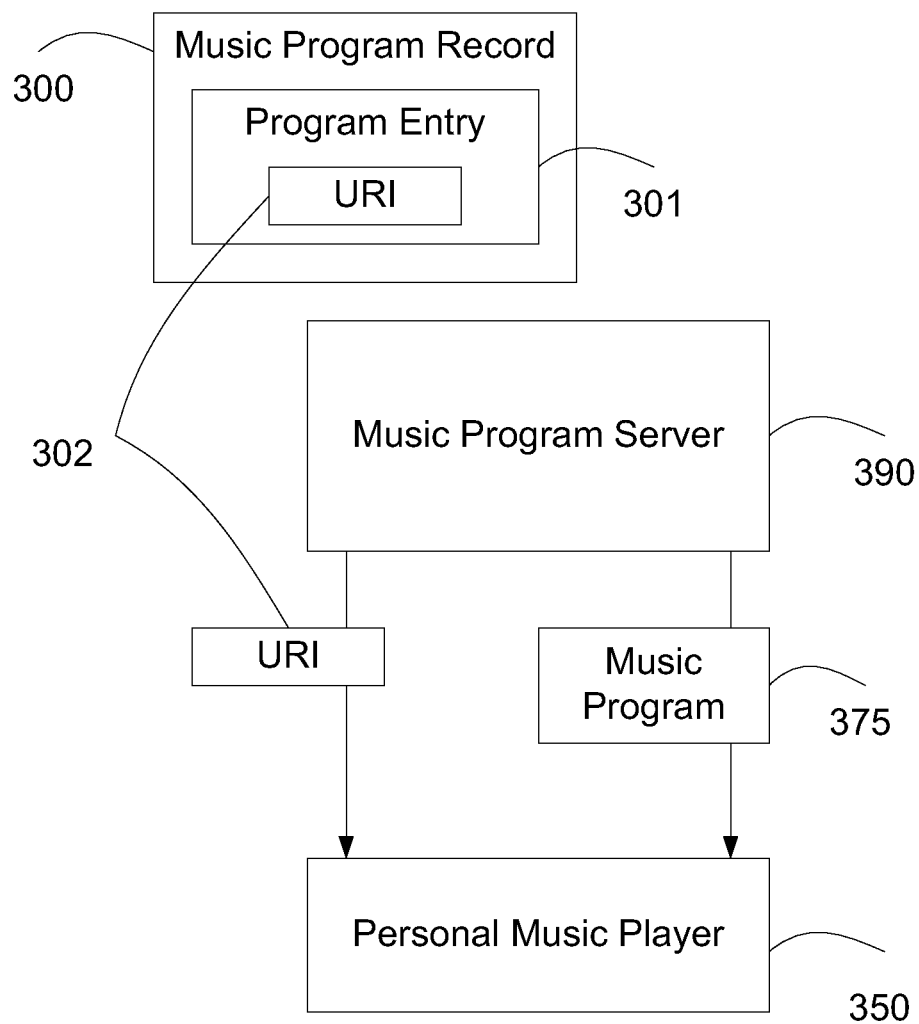 Music Program Record
300
Program Entry
URI
301
Music Program Server
302
390
URI
Music
Program
375
Personal Music Player
350